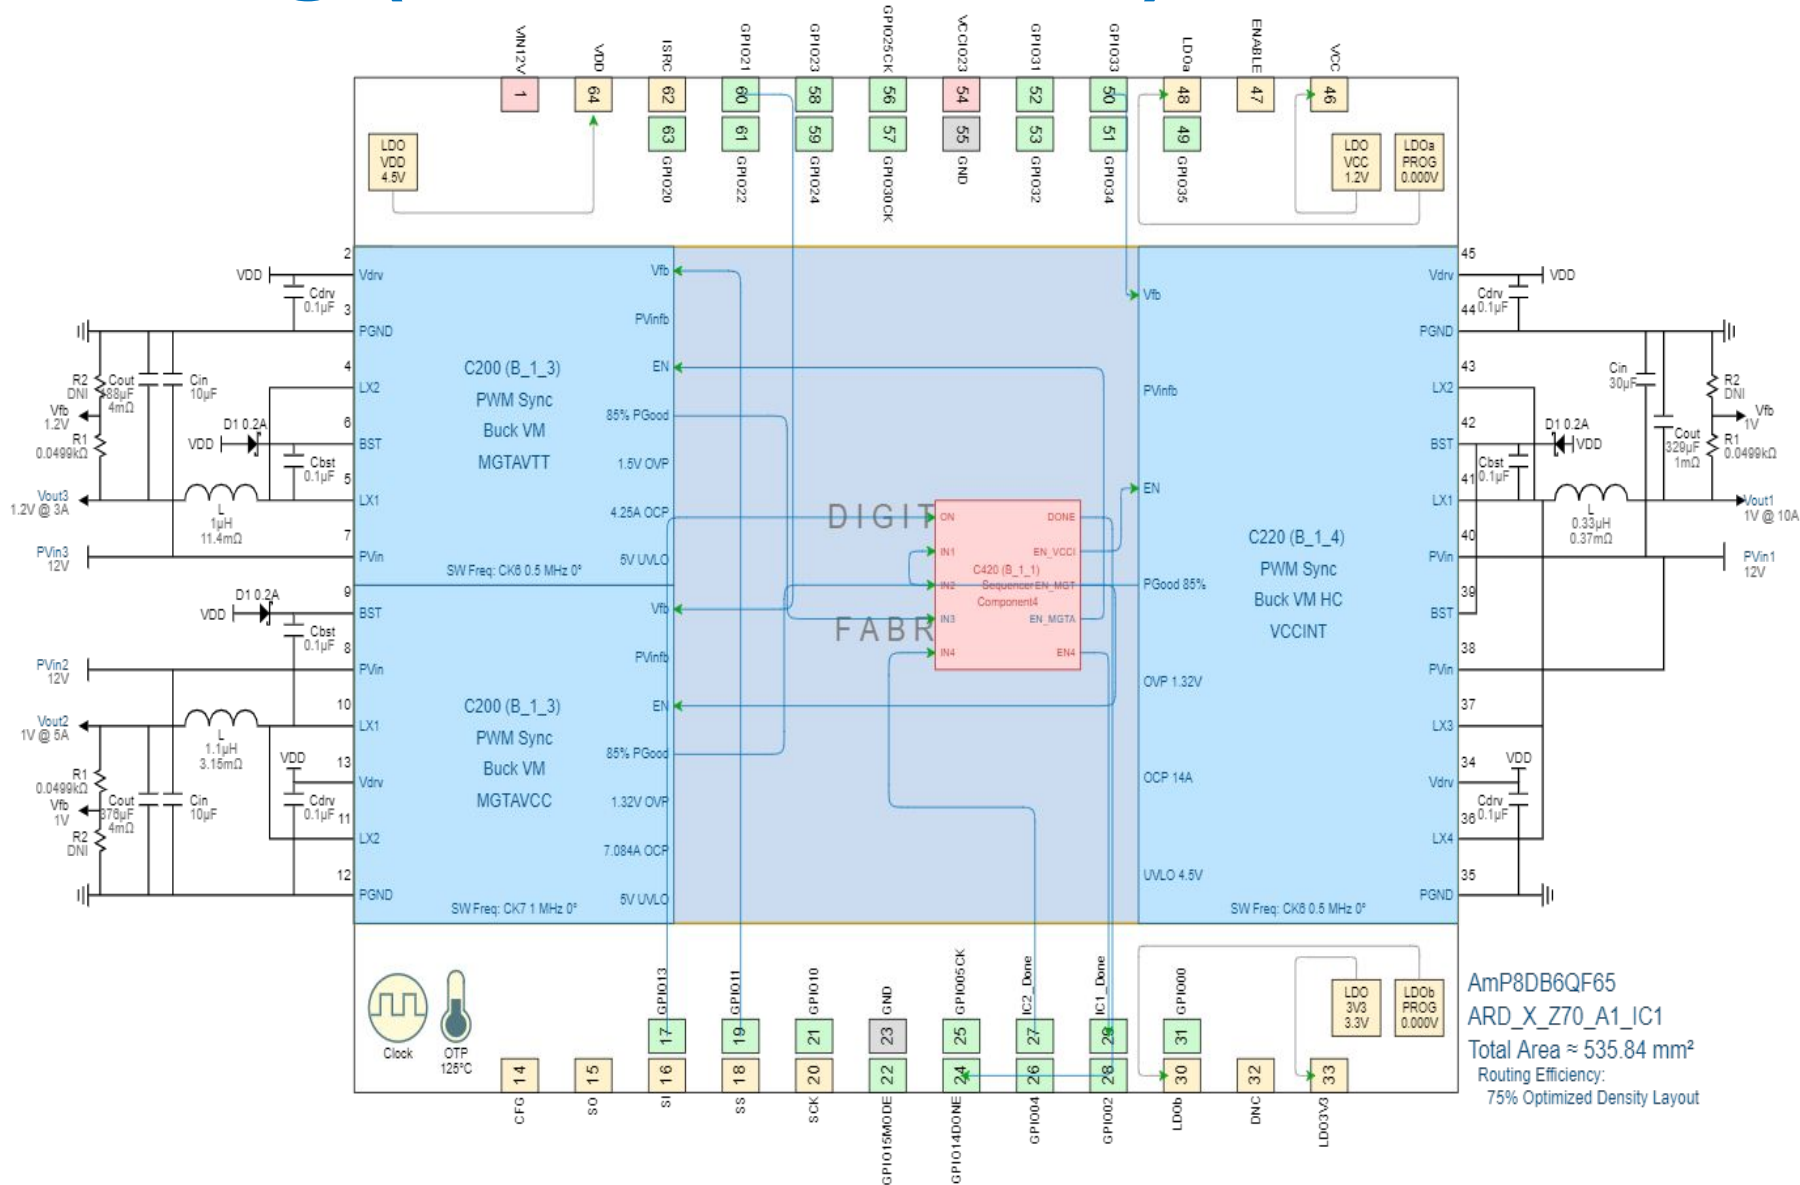 VIN12V
VDD
ISRC
GPIO21
GPIO23
GPIO25CK
VCCIO23
GPIO31
GPIO33
LDOa
ENABLE
VCC
1
64
62
60
58
56
54
52
50
48
47
46
63
61
59
57
55
53
51
49
GPIO20
GPIO22
GPIO24
GPIO30CK
GND
GPIO32
GPIO34
GPIO35
LDO
VDD
4.5V
LDO
VCC
1.2V
LDOa
PROG
0.000V
2
Vdrv
VDD
Cdrv
0.1µF
3
PGND
4
LX2
R2
DNI
Cout
4mΩ
Cin
10µF
Vfb
1.2V
R1
0.0499kΩ
6
BST
D1 0.2A
VDD
Cbst
0.1µF
5
LX1
Vout3
1.2V @ 3A
L
1µH
11.4mΩ
7
PVin
PVin3
12V
Vfb
PVinfb
EN
85% PGood
1.5V OVP
4.25A OCP
5V UVLO
C200 (B_1_3)
PWM Sync
Buck VM
MGTAVTT
SW Freq: CK6 0.5 MHz 0°
9
BST
D1 0.2A
VDD
Cbst
0.1µF
8
PVin
PVin2
12V
10
LX1
Vout2
1V @ 5A
L
1.1µH
3.15mΩ
13
Vdrv
VDD
Cdrv
0.1µF
R1
0.0499kΩ
Vfb
1V
R2
DNI
Cout
376µF
4mΩ
Cin
10µF
11
LX2
12
PGND
Vfb
PVinfb
EN
85% PGood
1.32V OVP
7.084A OCP
5V UVLO
C200 (B_1_3)
PWM Sync
Buck VM
MGTAVCC
SW Freq: CK7 1 MHz 0°
DIGIT
FABR
ON
IN1
IN2
IN3
IN4
DONE
EN_VCCI
EN_MGT
EN_MGTA
EN4
C420 (B_1_1)
Sequencer
Component4
Vfb
PVinfb
EN
PGood 85%
OVP 1.32V
OCP 14A
UVLO 4.5V
C220 (B_1_4)
PWM Sync
Buck VM HC
VCCINT
SW Freq: CK6 0.5 MHz 0°
45
Vdrv
VDD
Cdrv
0.1µF
44
PGND
43
LX2
Cin
30µF
R2
DNI
Vfb
1V
42
BST
D1 0.2A
VDD
Cout
329µF
1mΩ
R1
0.0499kΩ
Cbst
0.1µF
41
LX1
Vout1
1V @ 10A
L
0.33µH
0.37mΩ
40
PVin
PVin1
12V
39
BST
38
PVin
37
LX3
34
Vdrv
VDD
Cdrv
0.1µF
36
LX4
35
PGND
Clock
OTP
125°C
GPIO13
GPIO11
GPIO10
GND
GPIO05CK
IC2_Done
IC1_Done
GPIO00
17
19
21
23
25
27
29
31
14
15
16
18
20
22
24
26
28
30
32
33
CFG
SO
SI
SS
SCK
GPIO15MODE
GPIO14DONE
GPIO04
GPIO02
LDOb
DNC
LDO3V3
LDO
3V3
3.3V
LDOb
PROG
0.000V
AmP8DB6QF65
ARD_X_Z70_A1_IC1
Total Area ≈ 535.84 mm²
Routing Efficiency:
75% Optimized Density Layout